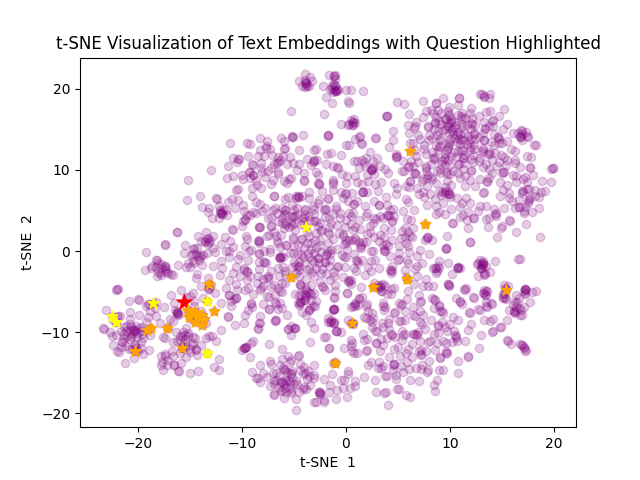 t-SNE Visualization of Text Embeddings with Question Highlighted
20
10
0
−10
−20
t-SNE  2
−20 −10 0 10 20
t-SNE  1